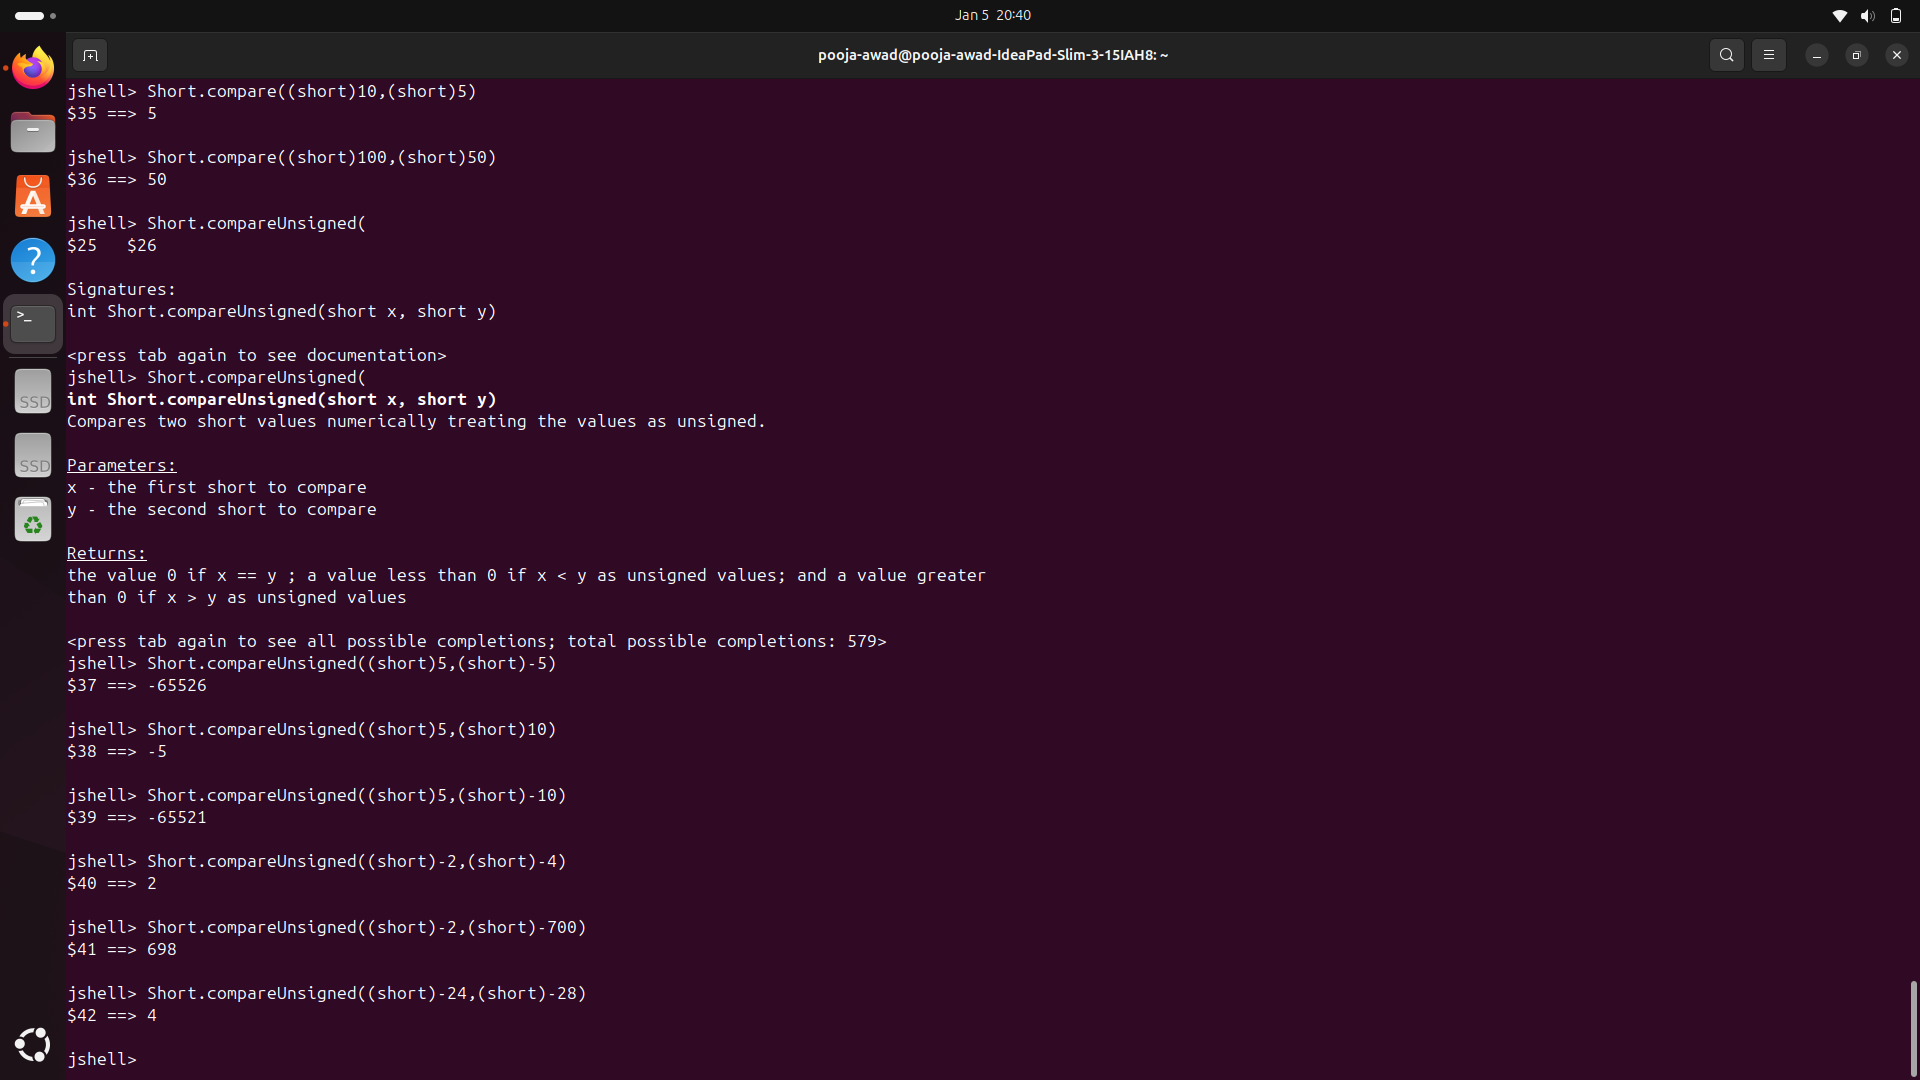 Jan 5 20:40
pooja-awad@pooja-awad-IdeaPad-Slim-3-15IAH8: ~
jshell> Short.compare((short)10,(short)5)
$35 ==> 5
jshell> Short.compare((short)100,(short)50)
$36 ==> 50
jshell> Short.compareUnsigned(
$25   $26
Signatures:
int Short.compareUnsigned(short x, short y)
<press tab again to see documentation>
jshell> Short.compareUnsigned(
int Short.compareUnsigned(short x, short y)
Compares two short values numerically treating the values as unsigned.
Parameters:
x - the first short to compare
y - the second short to compare
Returns:
the value 0 if x == y ; a value less than 0 if x < y as unsigned values; and a value greater
than 0 if x > y as unsigned values
<press tab again to see all possible completions; total possible completions: 579>
jshell> Short.compareUnsigned((short)5,(short)-5)
$37 ==> -65526
jshell> Short.compareUnsigned((short)5,(short)10)
$38 ==> -5
jshell> Short.compareUnsigned((short)5,(short)-10)
$39 ==> -65521
jshell> Short.compareUnsigned((short)-2,(short)-4)
$40 ==> 2
jshell> Short.compareUnsigned((short)-2,(short)-700)
$41 ==> 698
jshell> Short.compareUnsigned((short)-24,(short)-28)
$42 ==> 4
jshell>
A
?
>_
SSD
SSD